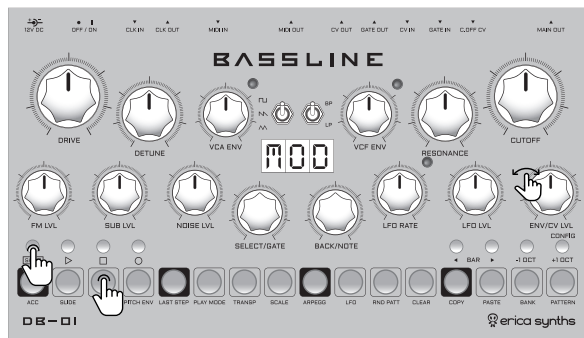 12V DC OFF / ON CLK IN CLK OUT MIDI IN MIDI OUT CV OUT GATE OUT CV IN GATE IN C.OFF CV MAIN OUT
BASSLINE
BP
LP
DRIVE DETUNE VCA ENV VCF ENV RESONANCE CUTOFF
MOD
FM LVL SUB LVL NOISE LVL SELECT/GATE BACK/NOTE LFO RATE LFO LVL ENV/CV LVL
CONFIG
BAR -1 OCT +1 OCT
ACC SLIDE PITCH ENV LAST STEP PLAY MODE TRANSP SCALE ARPEGG LFO RND PATT CLEAR COPY PASTE BANK PATTERN
DB-01 erica synths